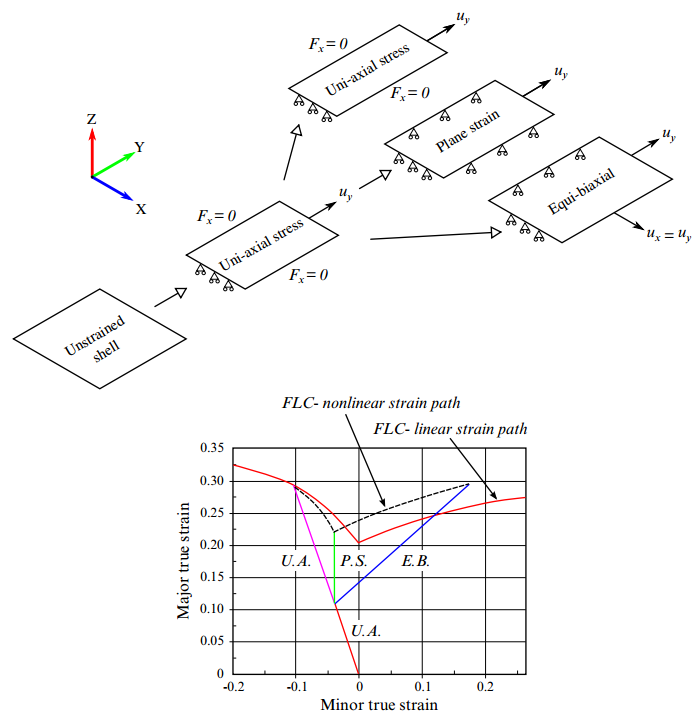 u_y
F_x = 0
Uni-axial stress
F_x = 0
u_y
Plane strain
Z
Y
X
u_y
Equi-biaxial
u_x = u_y
F_x = 0
u_y
Uni-axial stress
F_x = 0
Unstrained
shell
FLC- nonlinear strain path
FLC- linear strain path
0.35
0.30
0.25
0.20
0.15
0.10
0.05
0
Major true strain
U.A.
P.S.
E.B.
U.A.
-0.2
-0.1
0
0.1
0.2
Minor true strain